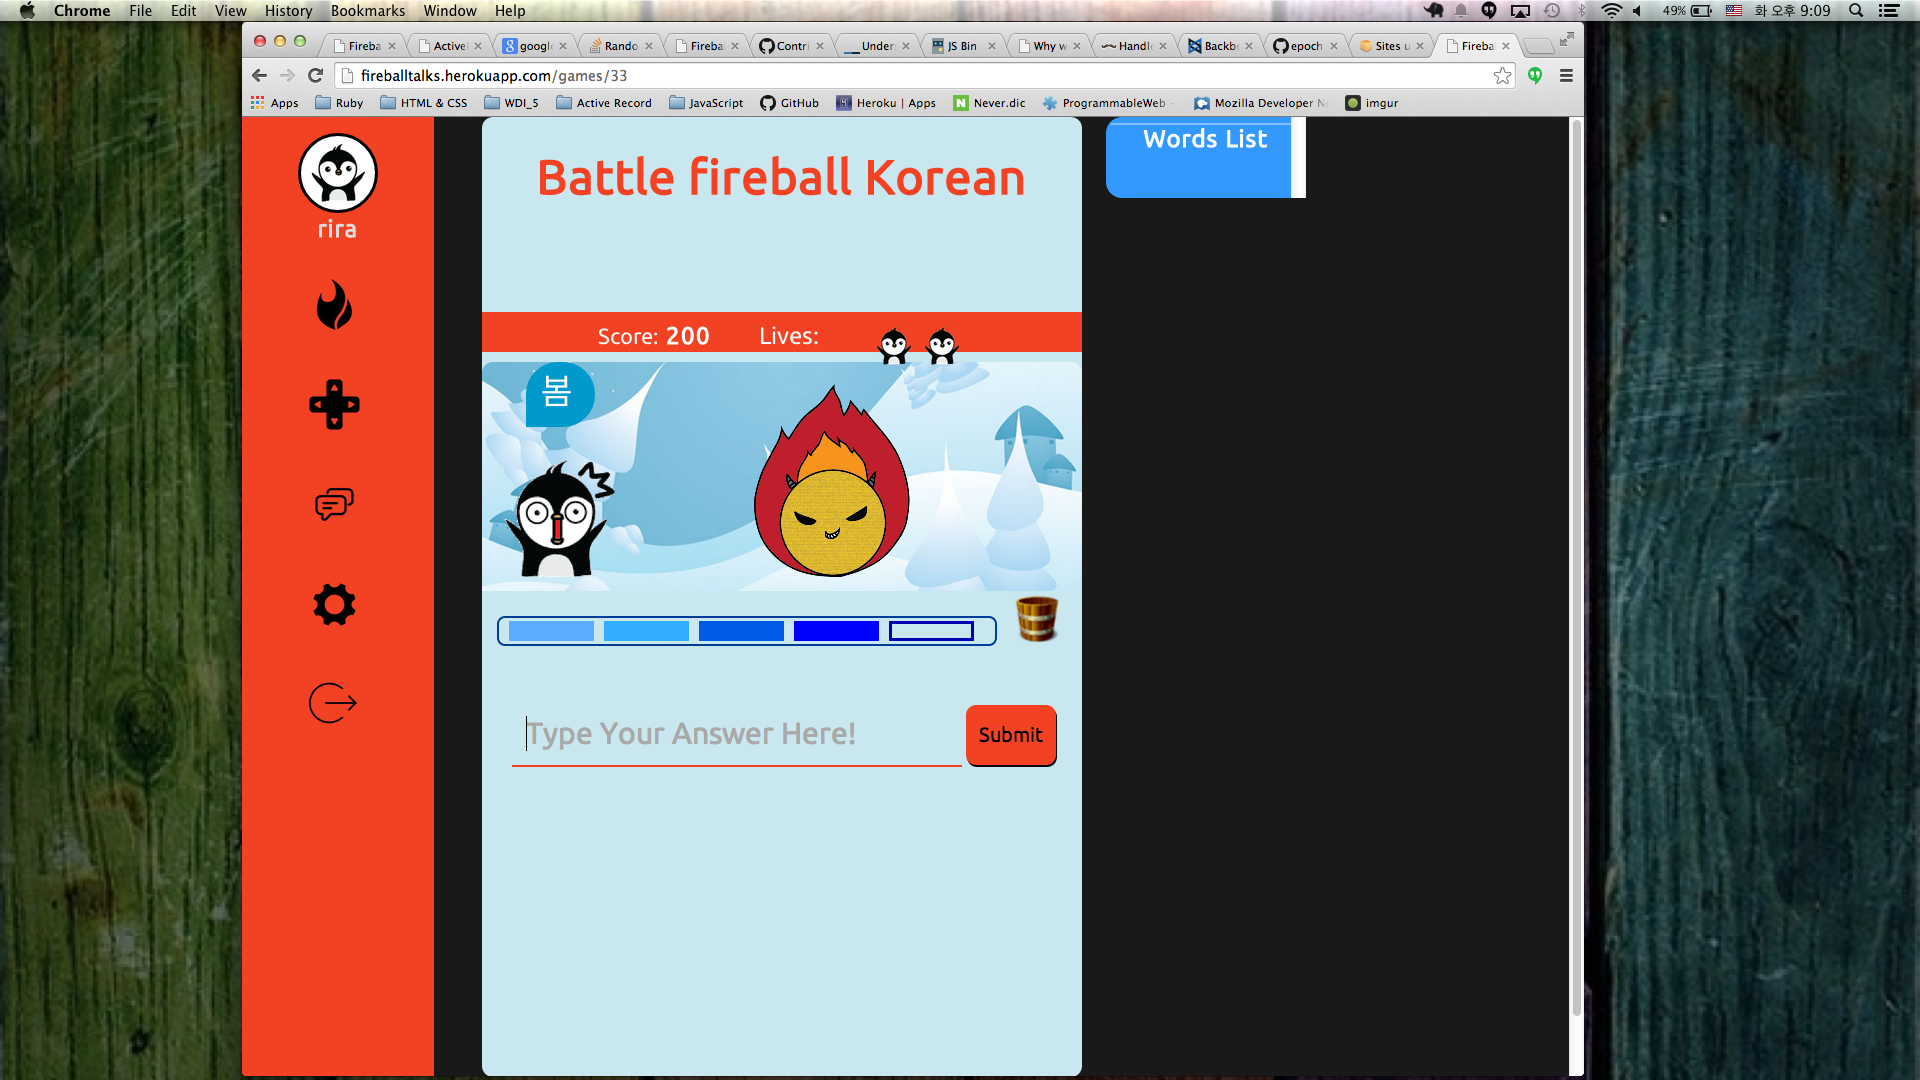 Chrome File Edit View History Bookmarks Window Help
49% 화 오후 9:09
Fireba
Active
googl
Rando
Fireba
Contri
Unders
JS Bin
Why w
Handle
Backb
epoch
Sites u
Fireba
fireballtalks.herokuapp.com/games/33
Apps Ruby HTML & CSS WDI_5 Active Record JavaScript GitHub Heroku | Apps Never.dic ProgrammableWeb Mozilla Developer N imgur
rira
Battle fireball Korean
Words List
Score: 200 Lives:
봄
Type Your Answer Here!
Submit